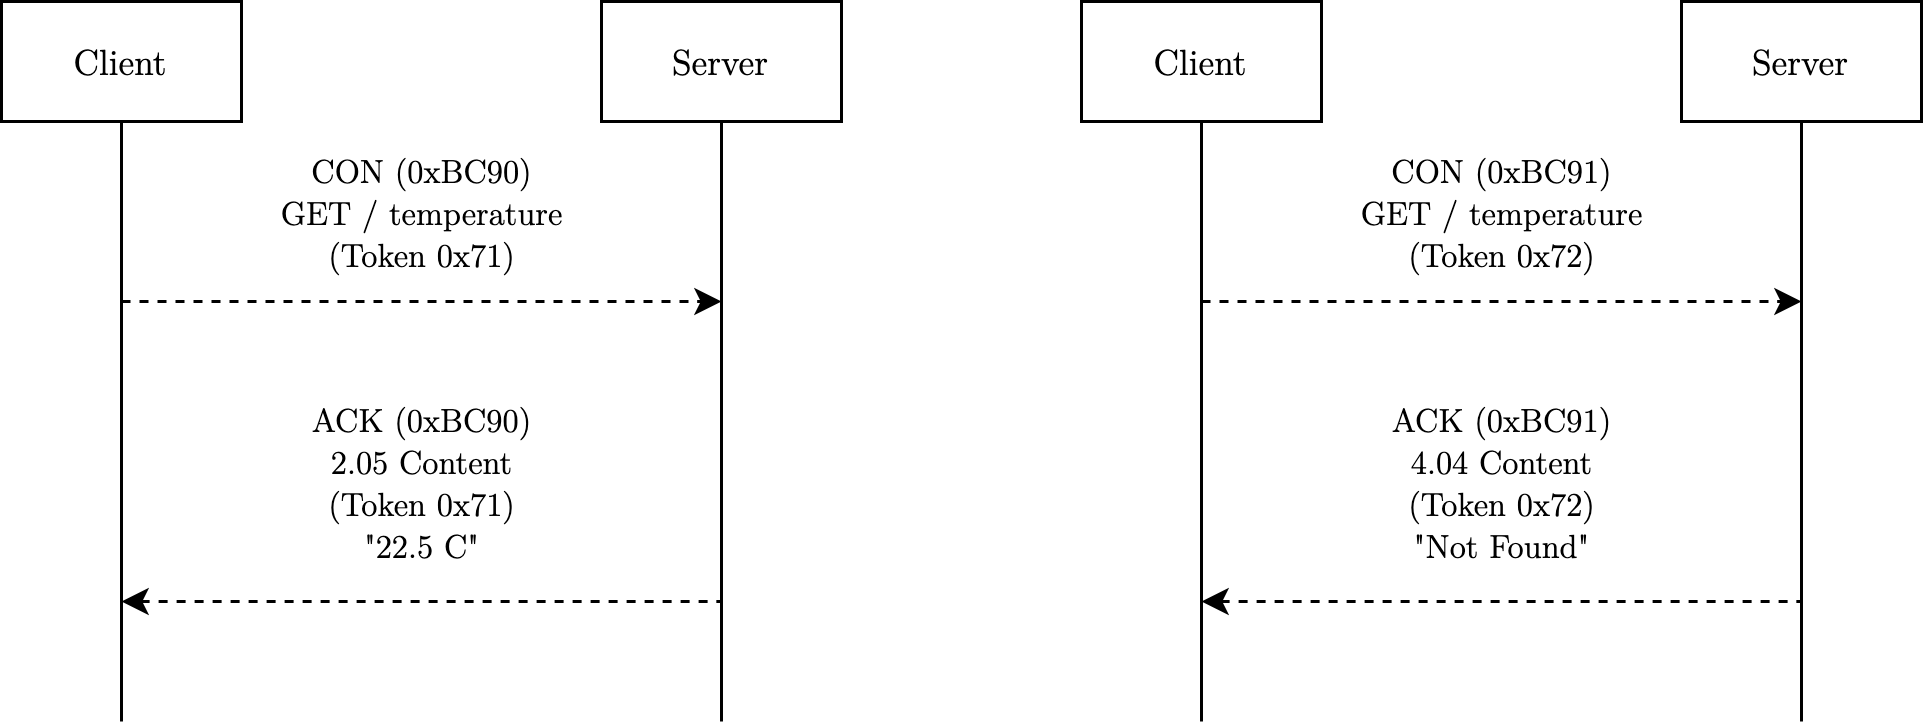 Client
Server
CON (0xBC90)
GET / temperature
(Token 0x71)
ACK (0xBC90)
2.05 Content
(Token 0x71)
"22.5 C"
Client
Server
CON (0xBC91)
GET / temperature
(Token 0x72)
ACK (0xBC91)
4.04 Content
(Token 0x72)
"Not Found"